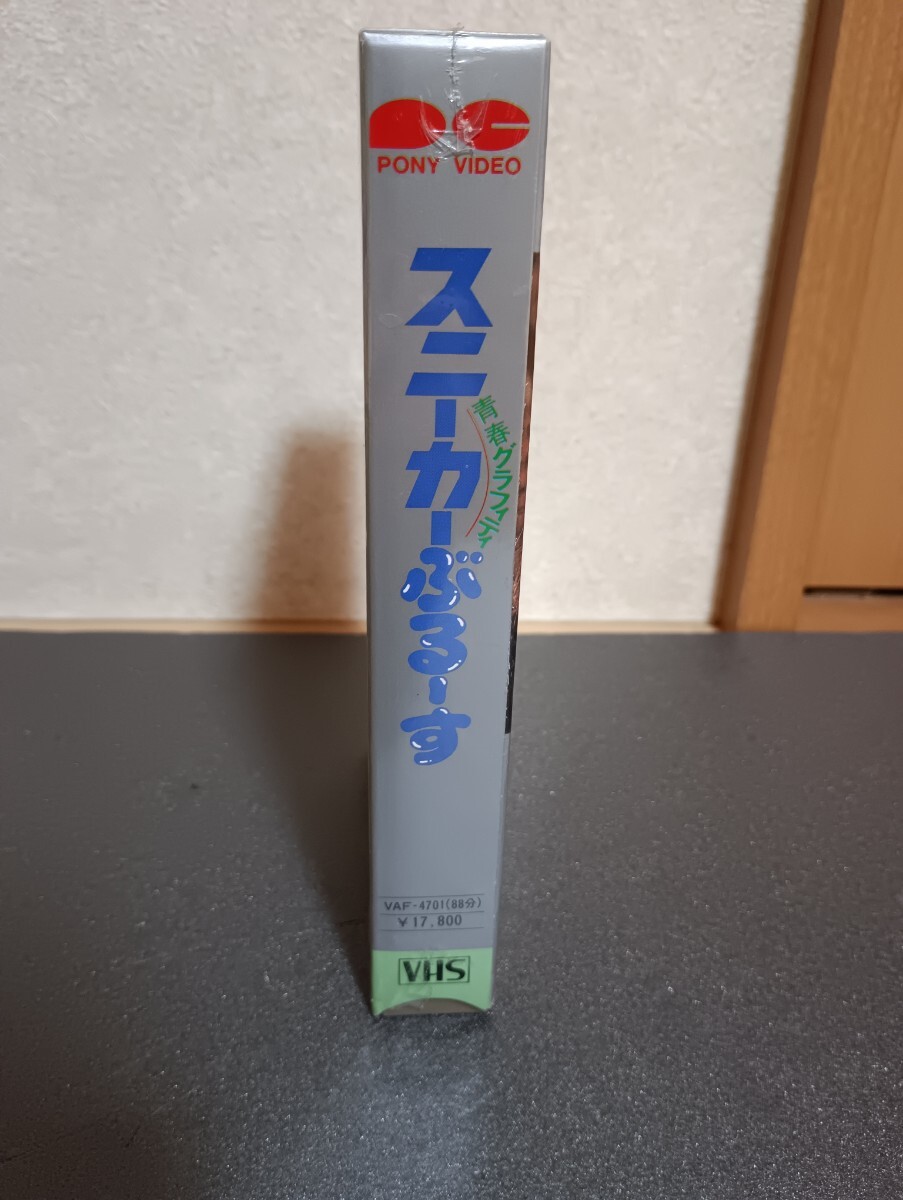 PONY VIDEO
スニーカーぶるーす
青春グラフィティ
VAF-4701(88分)
¥17,800
VHS